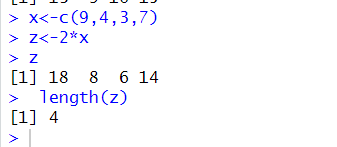 > x<-c(9,4,3,7)
> z<-2*x
> z
[1] 18  8  6 14
>  length(z)
[1] 4
>